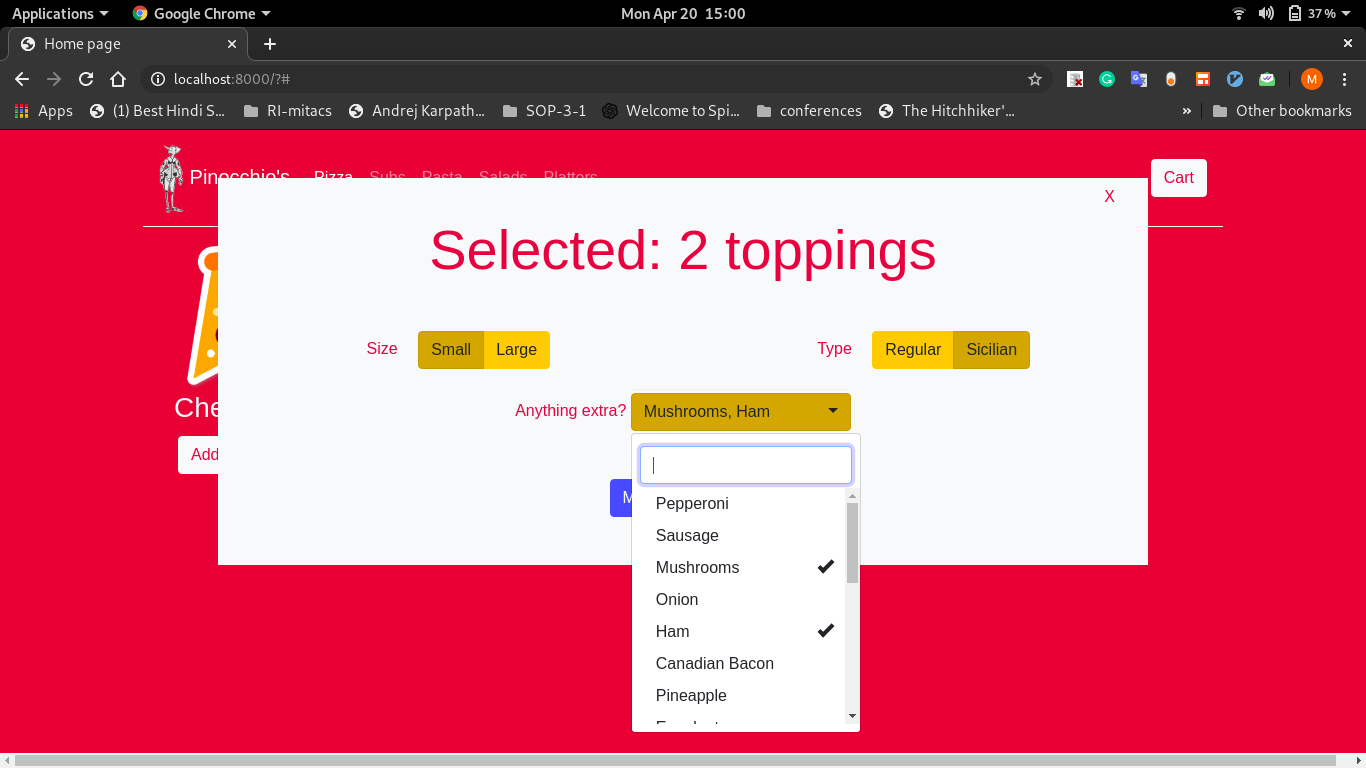 Applications Google Chrome Mon Apr 20 15:00 37%
Home page
localhost:8000/?#
M
Apps (1) Best Hindi S... RI-mitacs Andrej Karpath... SOP-3-1 Welcome to Spi... conferences The Hitchhiker'... » Other bookmarks
Pinocchio's Pizza Subs Pasta Salads Platters Cart
X
Selected: 2 toppings
Size Small Large Type Regular Sicilian
Che
Anything extra? Mushrooms, Ham
Add
M
Pepperoni
Sausage
Mushrooms
Onion
Ham
Canadian Bacon
Pineapple